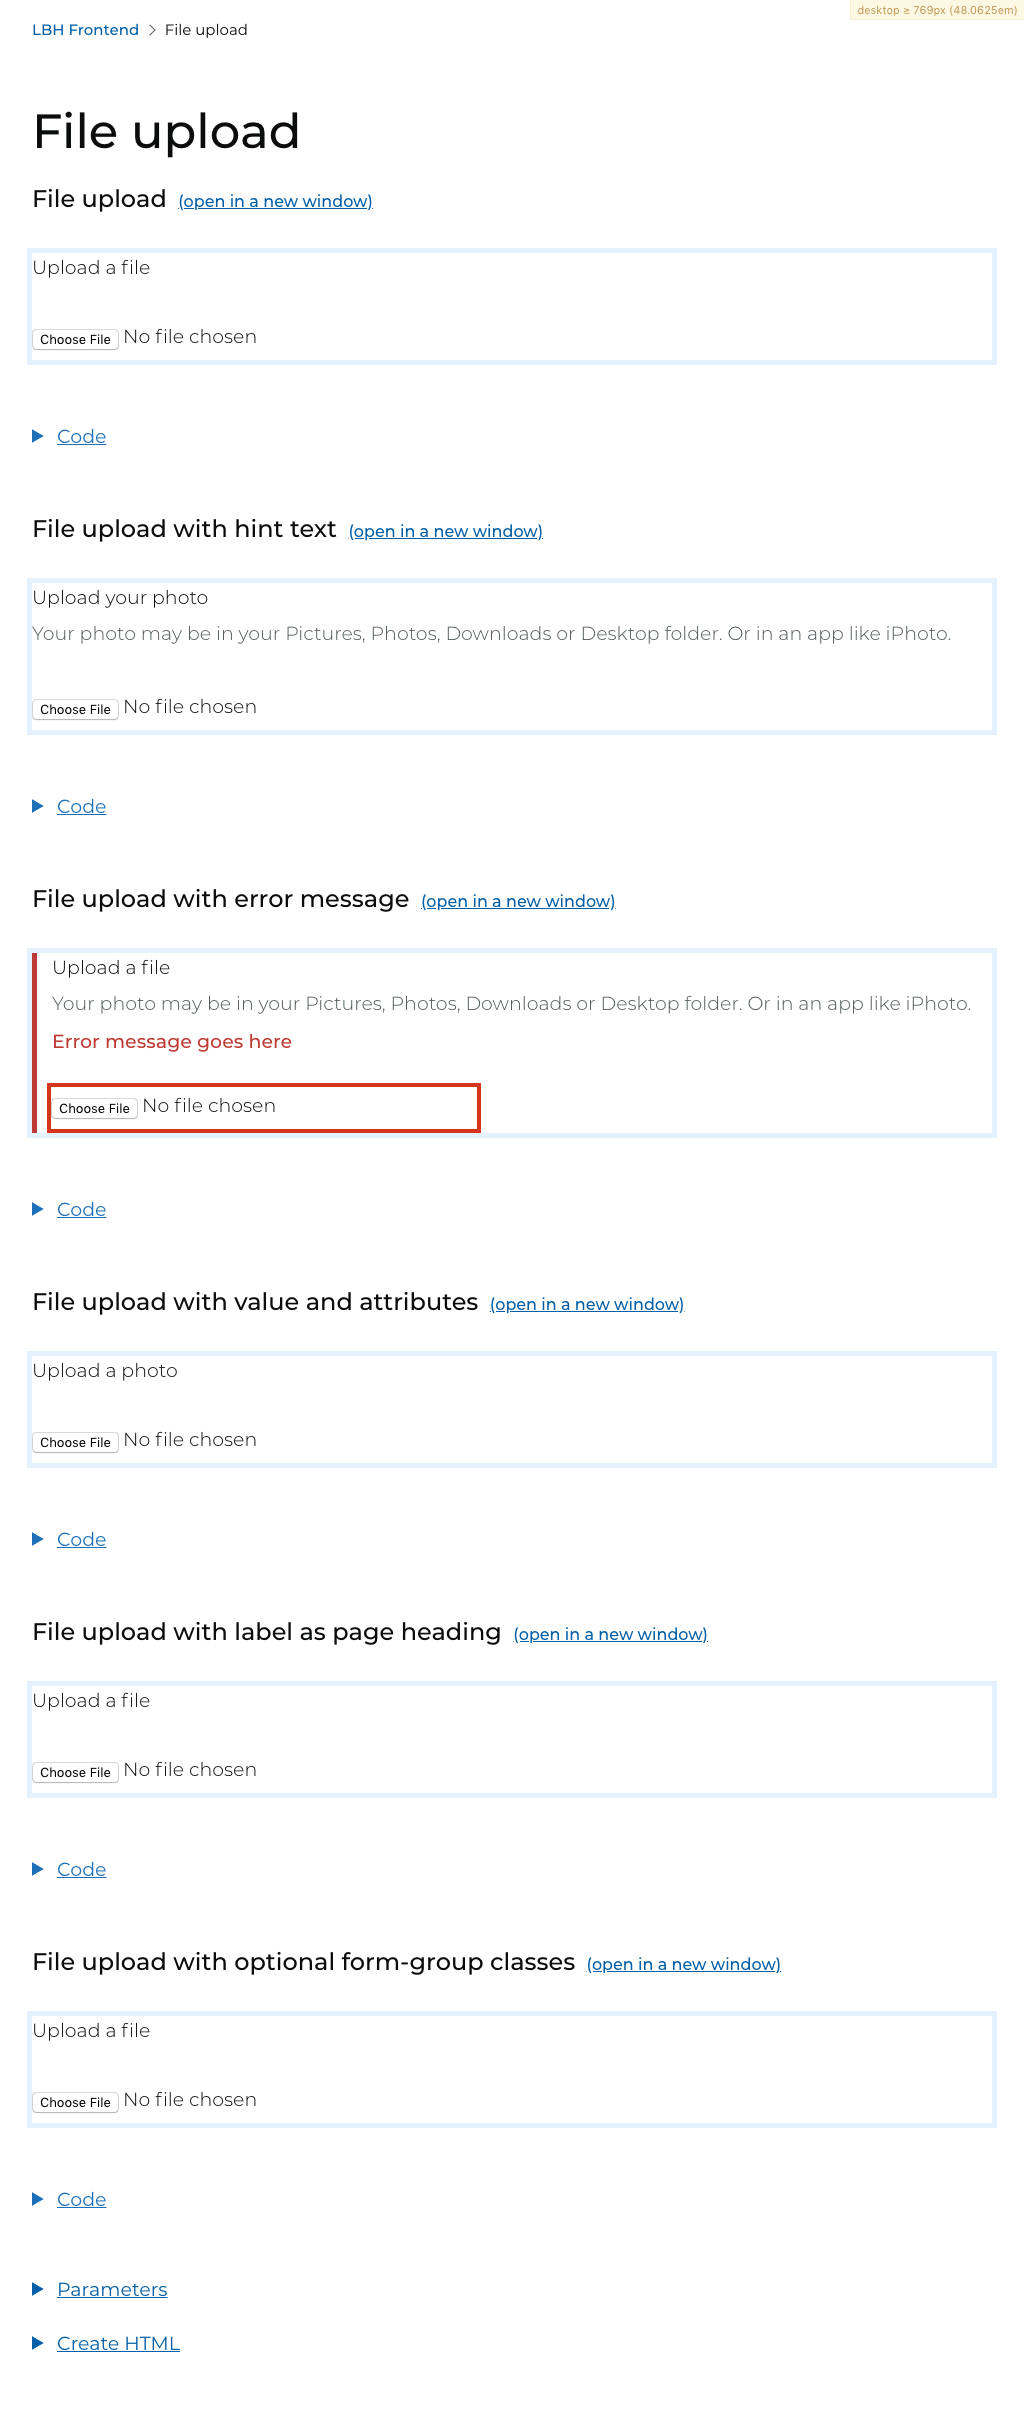 desktop ≥ 769px (48.0625em)
LBH Frontend > File upload
File upload
File upload (open in a new window)
Upload a file
Choose File No file chosen
Code
File upload with hint text (open in a new window)
Upload your photo
Your photo may be in your Pictures, Photos, Downloads or Desktop folder. Or in an app like iPhoto.
Choose File No file chosen
Code
File upload with error message (open in a new window)
Upload a file
Your photo may be in your Pictures, Photos, Downloads or Desktop folder. Or in an app like iPhoto.
Error message goes here
Choose File No file chosen
Code
File upload with value and attributes (open in a new window)
Upload a photo
Choose File No file chosen
Code
File upload with label as page heading (open in a new window)
Upload a file
Choose File No file chosen
Code
File upload with optional form-group classes (open in a new window)
Upload a file
Choose File No file chosen
Code
Parameters
Create HTML